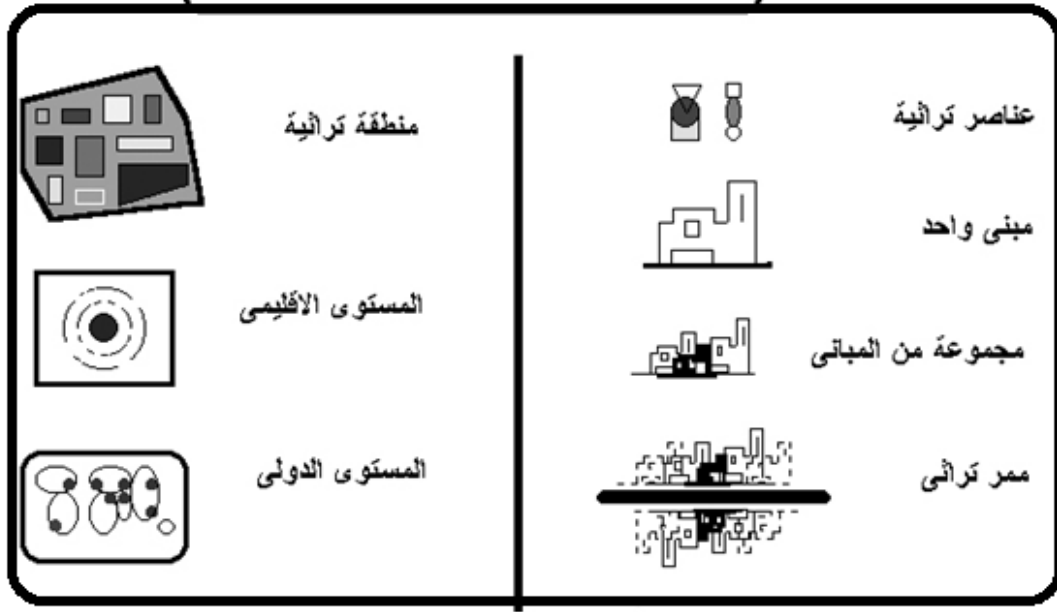 عناصر تراثية
مبنى واحد
مجموعة من المبانى
ممر تراثى
منطقة تراثية
المستوى الاقليمى
المستوى الدولى